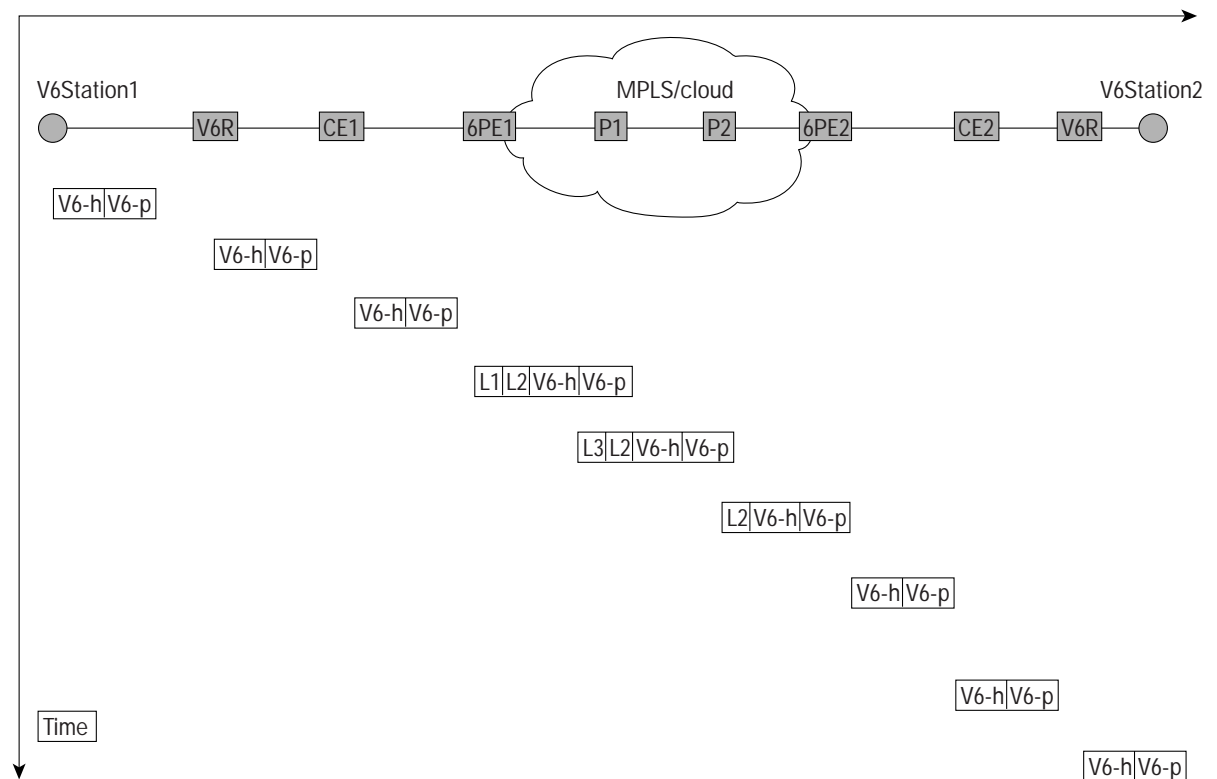 MPLS/cloud
V6Station1
V6Station2
V6R CE1 6PE1 P1 P2 6PE2 CE2 V6R
V6-h V6-p
V6-h V6-p
V6-h V6-p
L1 L2 V6-h V6-p
L3 L2 V6-h V6-p
L2 V6-h V6-p
V6-h V6-p
V6-h V6-p
Time
V6-h V6-p